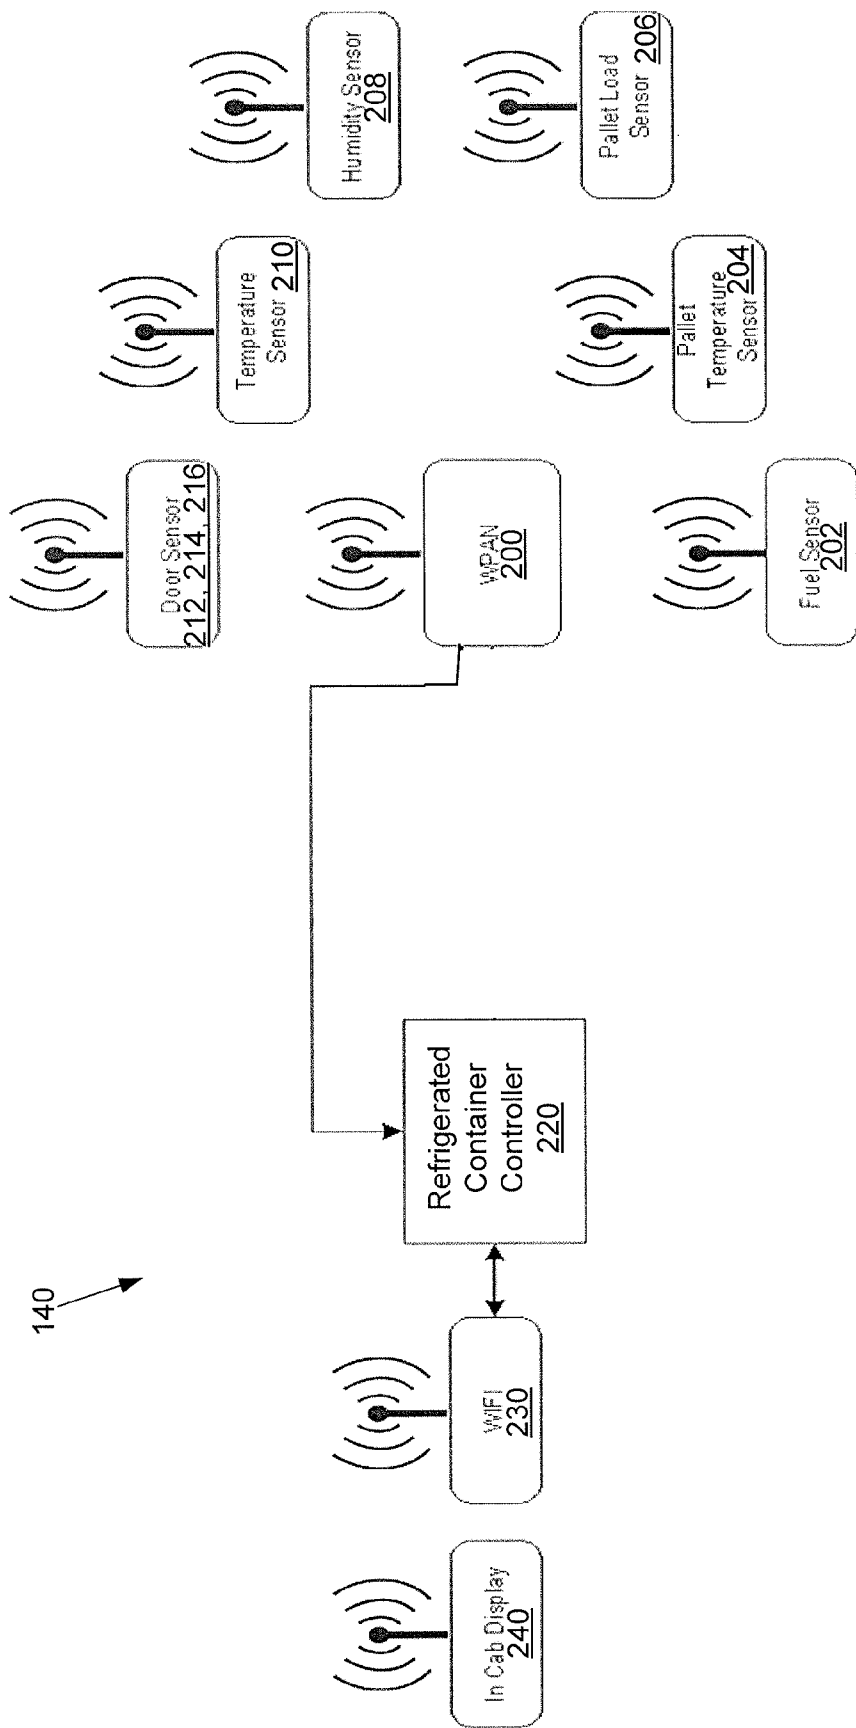 140
In Cab Display
240
WIFI
230
Refrigerated
Container
Controller
220
Door Sensor
212, 214, 216
WPAN
200
Fuel Sensor
202
Temperature
Sensor 210
Pallet
Temperature
Sensor 204
Humidity Sensor
208
Pallet Load
Sensor 206